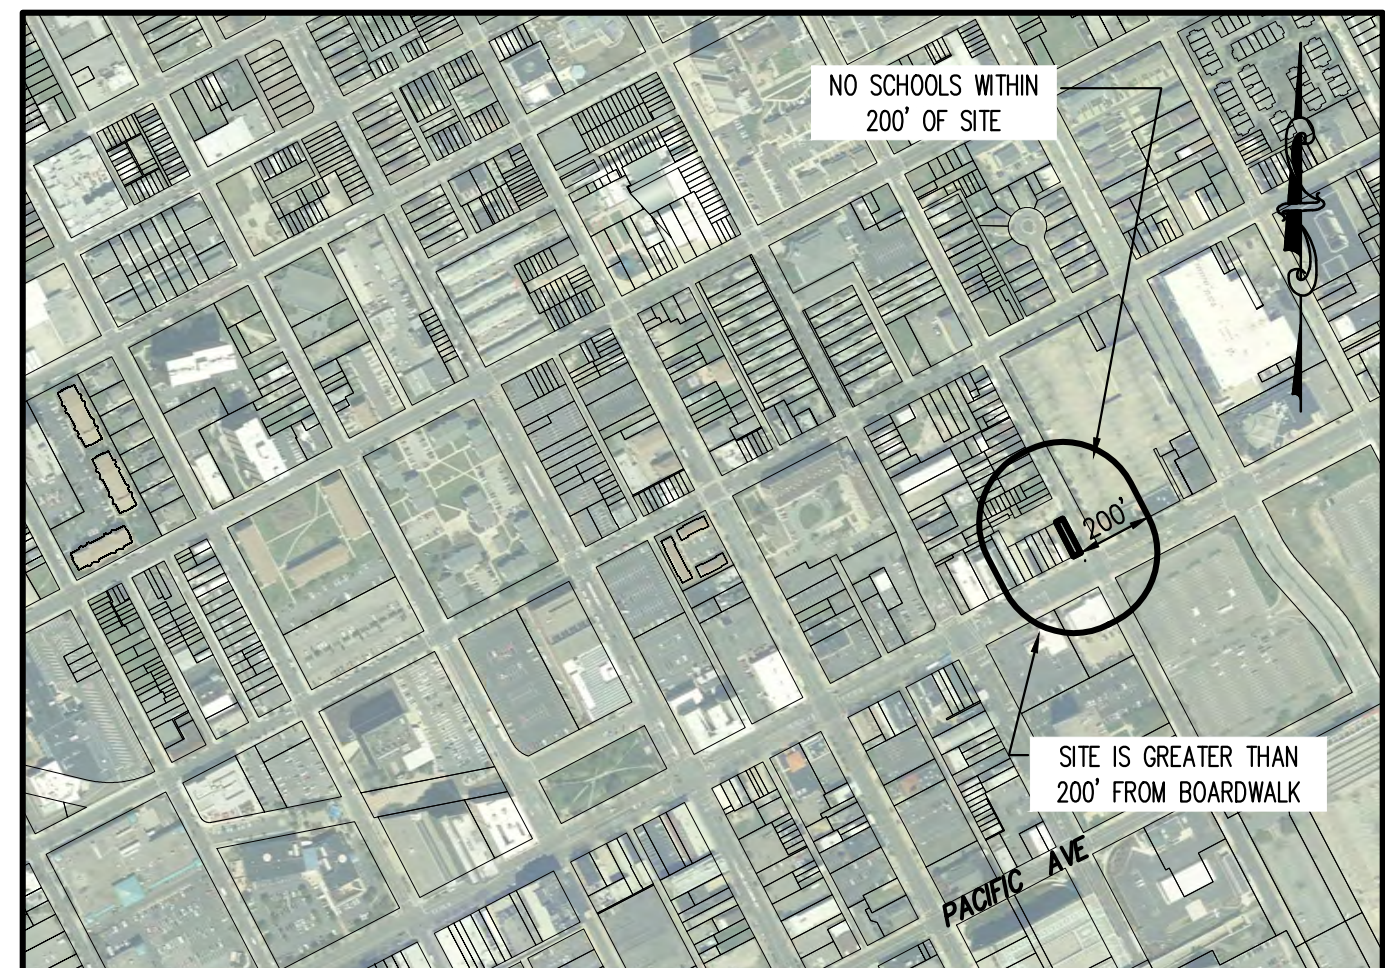 NO SCHOOLS WITHIN
200' OF SITE
200'
SITE IS GREATER THAN
200' FROM BOARDWALK
PACIFIC AVE